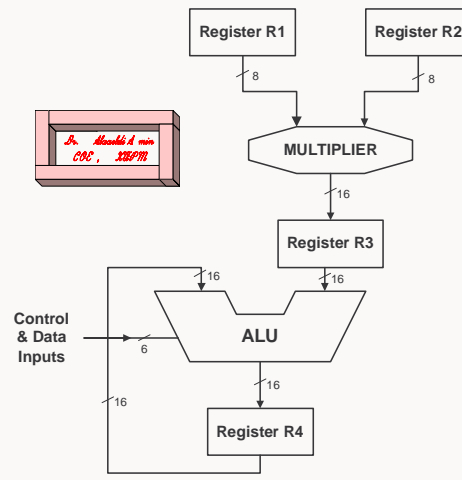 Register R1
Register R2
8
8
MULTIPLIER
16
Register R3
16
16
Control
& Data
Inputs
6
ALU
16
16
Register R4
Dr.
COE ,